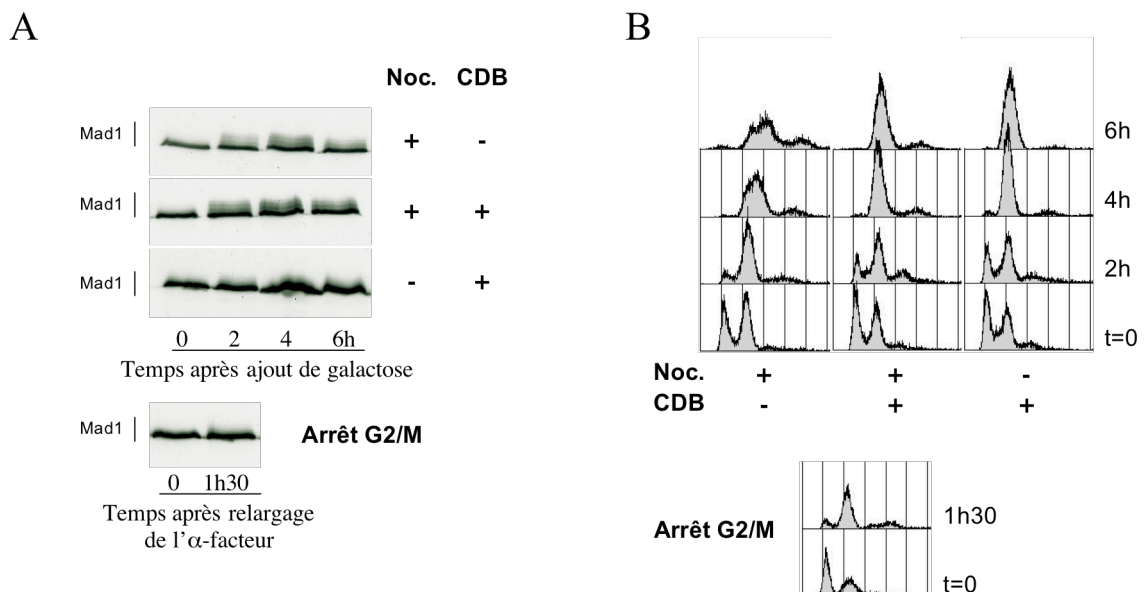 A
Noc. CDB
Mad1 + -
Mad1 + +
Mad1 - +
0 2 4 6h
Temps après ajout de galactose
Mad1 Arrêt G2/M
0 1h30
Temps après relargage
de l'α-facteur
B
6h
4h
2h
t=0
Noc. + + -
CDB - + +
Arrêt G2/M
1h30
t=0